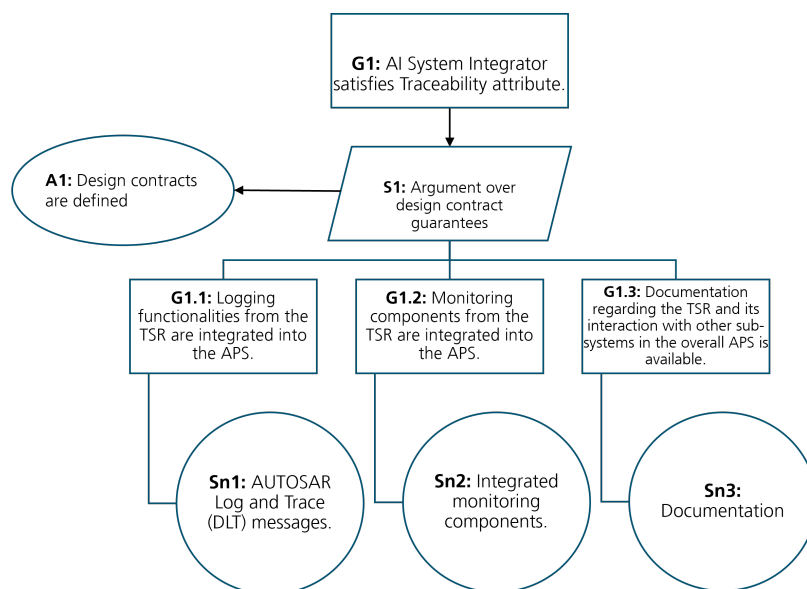 G1: AI System Integrator
satisfies Traceability attribute.
A1: Design contracts
are defined
S1: Argument over
design contract
guarantees
G1.1: Logging
functionalities from the
TSR are integrated into
the APS.
G1.2: Monitoring
components from the
TSR are integrated into
the APS.
G1.3: Documentation
regarding the TSR and its
interaction with other sub-
systems in the overall APS is
available.
Sn1: AUTOSAR
Log and Trace
(DLT) messages.
Sn2: Integrated
monitoring
components.
Sn3:
Documentation